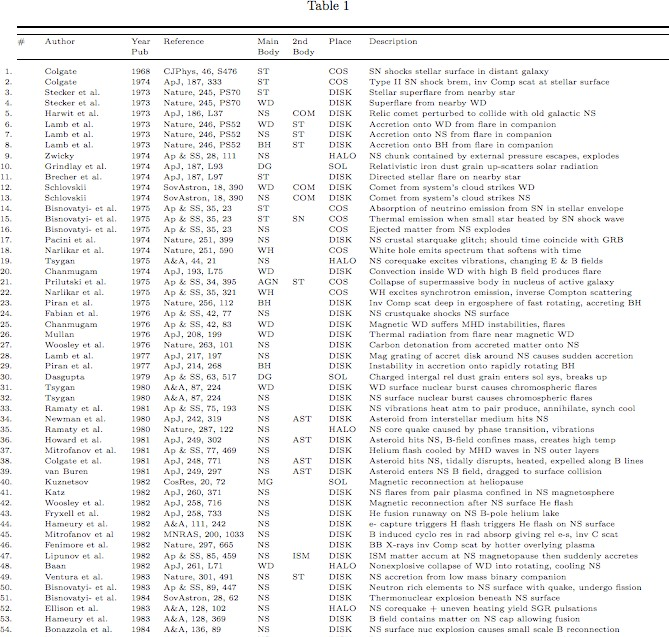 Table 1
# Author Year Pub Reference Main Body 2nd Body Place Description
1. Colgate 1968 CJPhys, 46, S476 ST COS SN shocks stellar surface in distant galaxy
2. Colgate 1974 ApJ, 187, 333 ST COS Type II SN shock brem, inv Comp scat at stellar surface
3. Stecker et al. 1973 Nature, 245, PS70 ST DISK Stellar superflare from nearby star
4. Stecker et al. 1973 Nature, 245, PS70 WD DISK Superflare from nearby WD
5. Harwit et al. 1973 ApJ, 186, L37 NS COM DISK Relic comet perturbed to collide with old galactic NS
6. Lamb et al. 1973 Nature, 246, PS52 WD ST DISK Accretion onto WD from flare in companion
7. Lamb et al. 1973 Nature, 246, PS52 NS ST DISK Accretion onto NS from flare in companion
8. Lamb et al. 1973 Nature, 246, PS52 BH ST DISK Accretion onto BH from flare in companion
9. Zwicky 1974 Ap & SS, 28, 111 NS HALO NS chunk contained by external pressure escapes, explodes
10. Grindlay et al. 1974 ApJ, 187, L93 DG SOL Relativistic iron dust grain up-scatters solar radiation
11. Brecher et al. 1974 ApJ, 187, L97 ST DISK Directed stellar flare on nearby star
12. Schlovskii 1974 SovAstron, 18, 390 WD COM DISK Comet from system's cloud strikes WD
13. Schlovskii 1974 SovAstron, 18, 390 NS COM DISK Comet from system's cloud strikes NS
14. Bisnovatyi- et al. 1975 Ap & SS, 35, 23 ST COS Absorption of neutrino emission from SN in stellar envelope
15. Bisnovatyi- et al. 1975 Ap & SS, 35, 23 ST SN COS Thermal emission when small star heated by SN shock wave
16. Bisnovatyi- et al. 1975 Ap & SS, 35, 23 NS COS Ejected matter from NS explodes
17. Pacini et al. 1974 Nature, 251, 399 NS DISK NS crustal starquake glitch; should time coincide with GRB
18. Narlikar et al. 1974 Nature, 251, 590 WH COS White hole emits spectrum that softens with time
19. Tsygan 1975 A&A, 44, 21 NS HALO NS corequake excites vibrations, changing E & B fields
20. Chanmugam 1974 ApJ, 193, L75 WD DISK Convection inside WD with high B field produces flare
21. Prilutski et al. 1975 Ap & SS, 34, 395 AGN ST COS Collapse of supermassive body in nucleus of active galaxy
22. Narlikar et al. 1975 Ap & SS, 35, 321 WH COS WH excites synchrotron emission, inverse Compton scattering
23. Piran et al. 1975 Nature, 256, 112 BH DISK Inv Comp scat deep in ergosphere of fast rotating, accreting BH
24. Fabian et al. 1976 Ap & SS, 42, 77 NS DISK NS crustquake shocks NS surface
25. Chanmugam 1976 Ap & SS, 42, 83 WD DISK Magnetic WD suffers MHD instabilities, flares
26. Mullan 1976 ApJ, 208, 199 WD DISK Thermal radiation from flare near magnetic WD
27. Woosley et al. 1976 Nature, 263, 101 NS DISK Carbon detonation from accreted matter onto NS
28. Lamb et al. 1977 ApJ, 217, 197 NS DISK Mag grating of accret disk around NS causes sudden accretion
29. Piran et al. 1977 ApJ, 214, 268 BH DISK Instability in accretion onto rapidly rotating BH
30. Dasgupta 1979 Ap & SS, 63, 517 DG SOL Charged intergal rel dust grain enters sol sys, breaks up
31. Tsygan 1980 A&A, 87, 224 WD DISK WD surface nuclear burst causes chromospheric flares
32. Tsygan 1980 A&A, 87, 224 NS DISK NS surface nuclear burst causes chromospheric flares
33. Ramaty et al. 1981 Ap & SS, 75, 193 NS DISK NS vibrations heat atm to pair produce, annihilate, synch cool
34. Newman et al. 1980 ApJ, 242, 319 NS AST DISK Asteroid from interstellar medium hits NS
35. Ramaty et al. 1980 Nature, 287, 122 NS HALO NS core quake caused by phase transition, vibrations
36. Howard et al. 1981 ApJ, 249, 302 NS AST DISK Asteroid hits NS, B-field confines mass, creates high temp
37. Mitrofanov et al. 1981 Ap & SS, 77, 469 NS DISK Helium flash cooled by MHD waves in NS outer layers
38. Colgate et al. 1981 ApJ, 248, 771 NS AST DISK Asteroid hits NS, tidally disrupts, heated, expelled along B lines
39. van Buren 1981 ApJ, 249, 297 NS AST DISK Asteroid enters NS B field, dragged to surface collision
40. Kuznetsov 1982 CosRes, 20, 72 MG SOL Magnetic reconnection at heliopause
41. Katz 1982 ApJ, 260, 371 NS DISK NS flares from pair plasma confined in NS magnetosphere
42. Woosley et al. 1982 ApJ, 258, 716 NS DISK Magnetic reconnection after NS surface He flash
43. Fryxell et al. 1982 ApJ, 258, 733 NS DISK He fusion runaway on NS B-pole helium lake
44. Hameury et al. 1982 A&A, 111, 242 NS DISK e- capture triggers H flash triggers He flash on NS surface
45. Mitrofanov et al 1982 MNRAS, 200, 1033 NS DISK B induced cyclo res in rad absorp giving rel e-s, inv C scat
46. Fenimore et al. 1982 Nature, 297, 665 NS DISK BB X-rays inv Comp scat by hotter overlying plasma
47. Lipunov et al. 1982 Ap & SS, 85, 459 NS ISM DISK ISM matter accum at NS magnetopause then suddenly accretes
48. Baan 1982 ApJ, 261, L71 WD HALO Nonexplosive collapse of WD into rotating, cooling NS
49. Ventura et al. 1983 Nature, 301, 491 NS ST DISK NS accretion from low mass binary companion
50. Bisnovatyi- et al. 1983 Ap & SS, 89, 447 NS DISK Neutron rich elements to NS surface with quake, undergo fission
51. Bisnovatyi- et al. 1984 SovAstron, 28, 62 NS DISK Thermonuclear explosion beneath NS surface
52. Ellison et al. 1983 A&A, 128, 102 NS HALO NS corequake + uneven heating yield SGR pulsations
53. Hameury et al. 1983 A&A, 128, 369 NS DISK B field contains matter on NS cap allowing fusion
54. Bonazzola et al. 1984 A&A, 136, 89 NS DISK NS surface nuc explosion causes small scale B reconnection